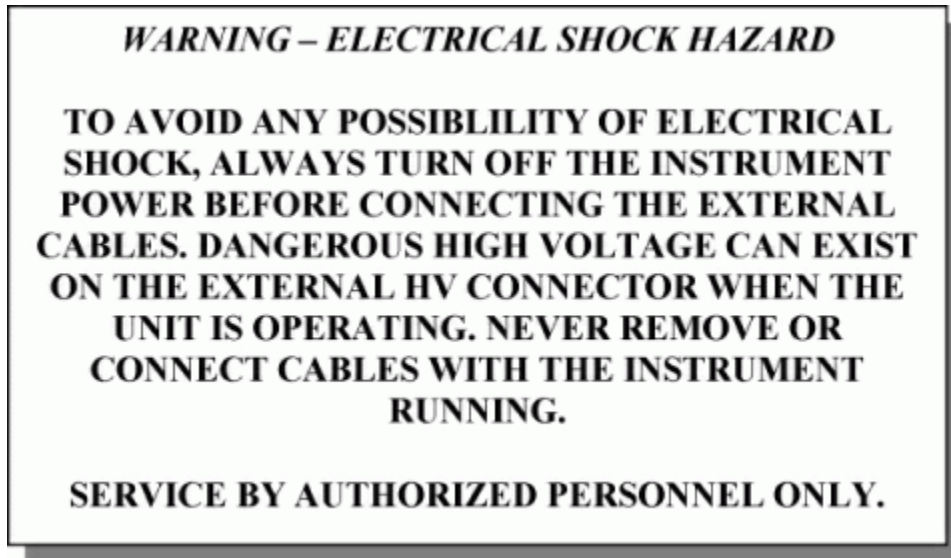 WARNING – ELECTRICAL SHOCK HAZARD
TO AVOID ANY POSSIBLILITY OF ELECTRICAL
SHOCK, ALWAYS TURN OFF THE INSTRUMENT
POWER BEFORE CONNECTING THE EXTERNAL
CABLES. DANGEROUS HIGH VOLTAGE CAN EXIST
ON THE EXTERNAL HV CONNECTOR WHEN THE
UNIT IS OPERATING. NEVER REMOVE OR
CONNECT CABLES WITH THE INSTRUMENT
RUNNING.
SERVICE BY AUTHORIZED PERSONNEL ONLY.